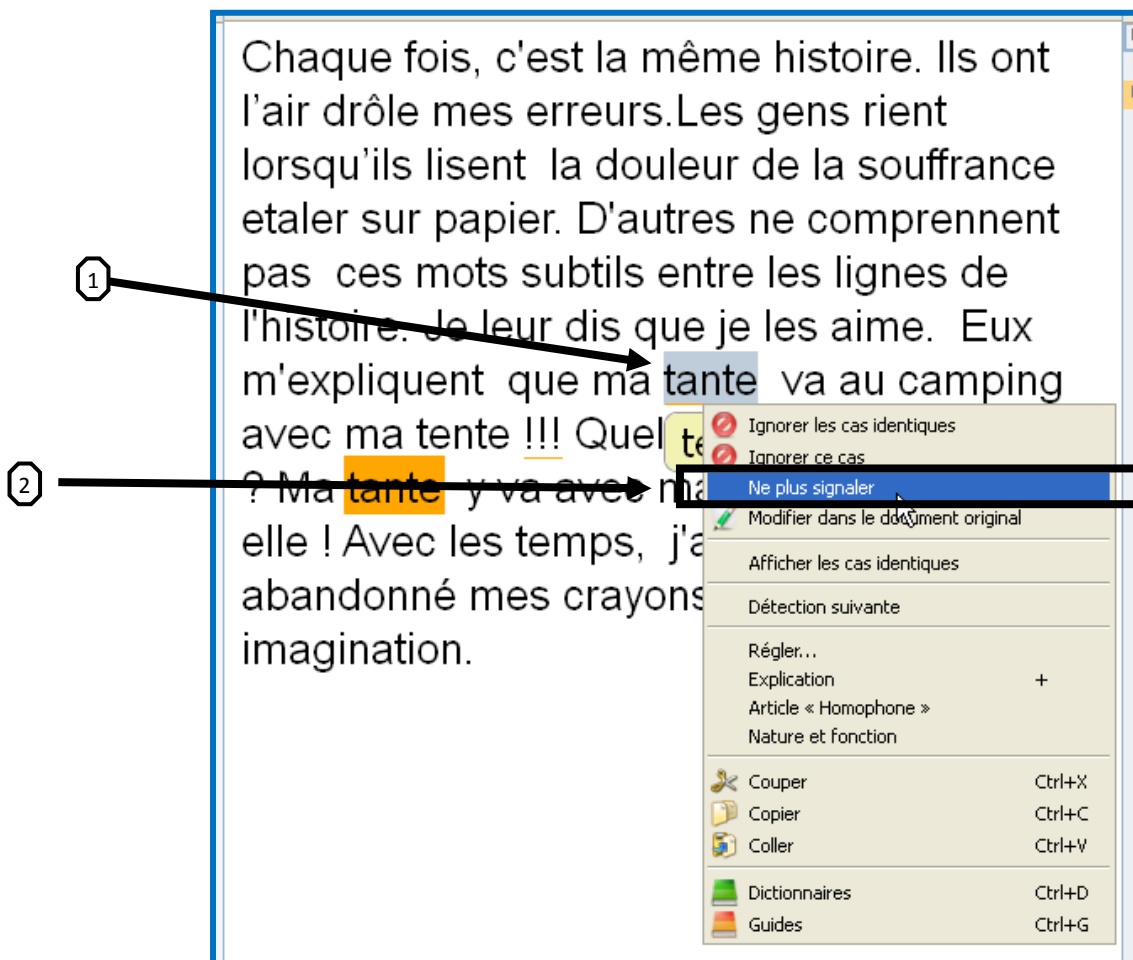 Chaque fois, c'est la même histoire. Ils ont
l’air drôle mes erreurs.Les gens rient
lorsqu’ils lisent  la douleur de la souffrance
etaler sur papier. D'autres ne comprennent
pas  ces mots subtils entre les lignes de
1
l'histoire. Je leur dis que je les aime.  Eux
m'expliquent  que ma tante  va au camping
avec ma tente !!! Quel
? Ma tante  y va avec
2
elle ! Avec les temps,  j'a
abandonné mes crayons
imagination.
Ignorer les cas identiques
Ignorer ce cas
Ne plus signaler
Modifier dans le document original
Afficher les cas identiques
Détection suivante
Régler...
Explication +
Article « Homophone »
Nature et fonction
Couper Ctrl+X
Copier Ctrl+C
Coller Ctrl+V
Dictionnaires Ctrl+D
Guides Ctrl+G